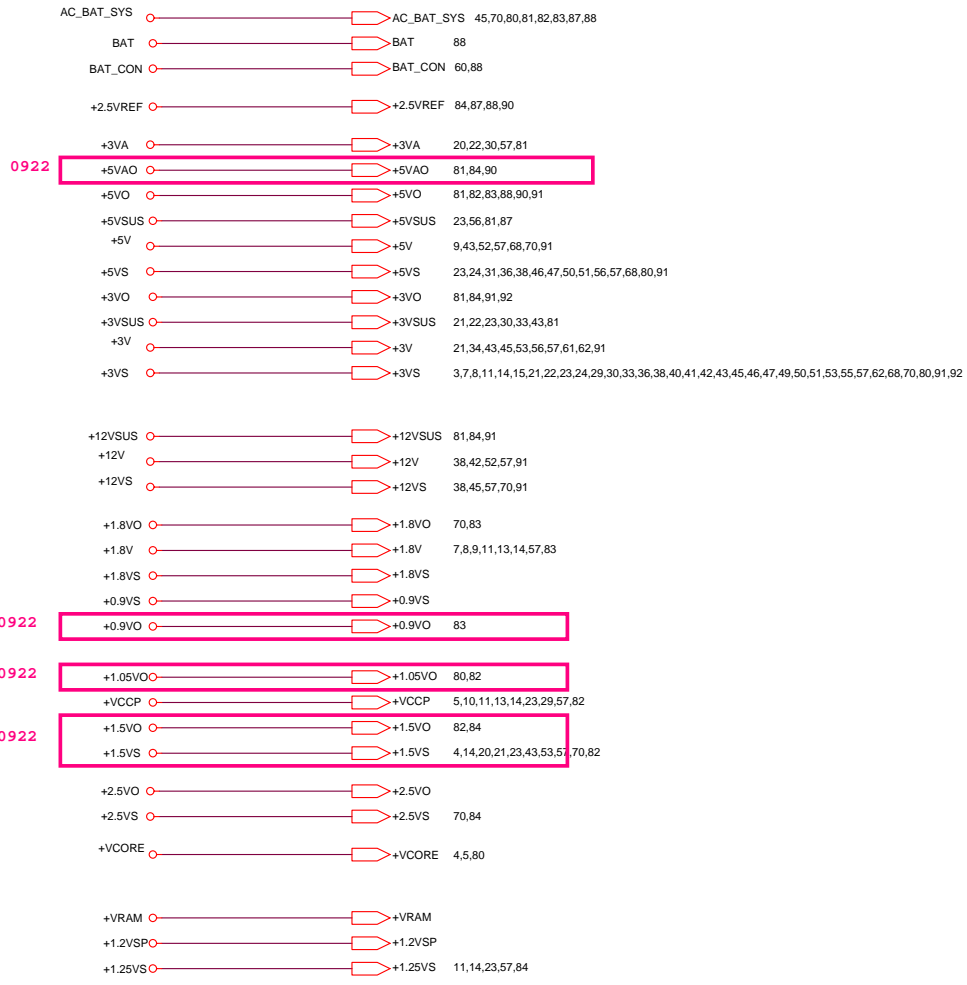 AC_BAT_SYS AC_BAT_SYS 45,70,80,81,82,83,87,88
BAT BAT 88
BAT_CON BAT_CON 60,88
+2.5VREF +2.5VREF 84,87,88,90
+3VA +3VA 20,22,30,57,81
0922 +5VAO +5VAO 81,84,90
+5VO +5VO 81,82,83,88,90,91
+5VSUS +5VSUS 23,56,81,87
+5V +5V 9,43,52,57,68,70,91
+5VS +5VS 23,24,31,36,38,46,47,50,51,56,57,68,80,91
+3VO +3VO 81,84,91,92
+3VSUS +3VSUS 21,22,23,30,33,43,81
+3V +3V 21,34,43,45,53,56,57,61,62,91
+3VS +3VS 3,7,8,11,14,15,21,22,23,24,29,30,33,36,38,40,41,42,43,45,46,47,49,50,51,53,55,57,62,68,70,80,91,92
+12VSUS +12VSUS 81,84,91
+12V +12V 38,42,52,57,91
+12VS +12VS 38,45,57,70,91
+1.8VO +1.8VO 70,83
+1.8V +1.8V 7,8,9,11,13,14,57,83
+1.8VS +1.8VS
+0.9VS +0.9VS
0922 +0.9VO +0.9VO 83
0922 +1.05VO +1.05VO 80,82
+VCCP +VCCP 5,10,11,13,14,23,29,57,82
0922 +1.5VO +1.5VO 82,84
+1.5VS +1.5VS 4,14,20,21,23,43,53,57,70,82
+2.5VO +2.5VO
+2.5VS +2.5VS 70,84
+VCORE +VCORE 4,5,80
+VRAM +VRAM
+1.2VSP +1.2VSP
+1.25VS +1.25VS 11,14,23,57,84